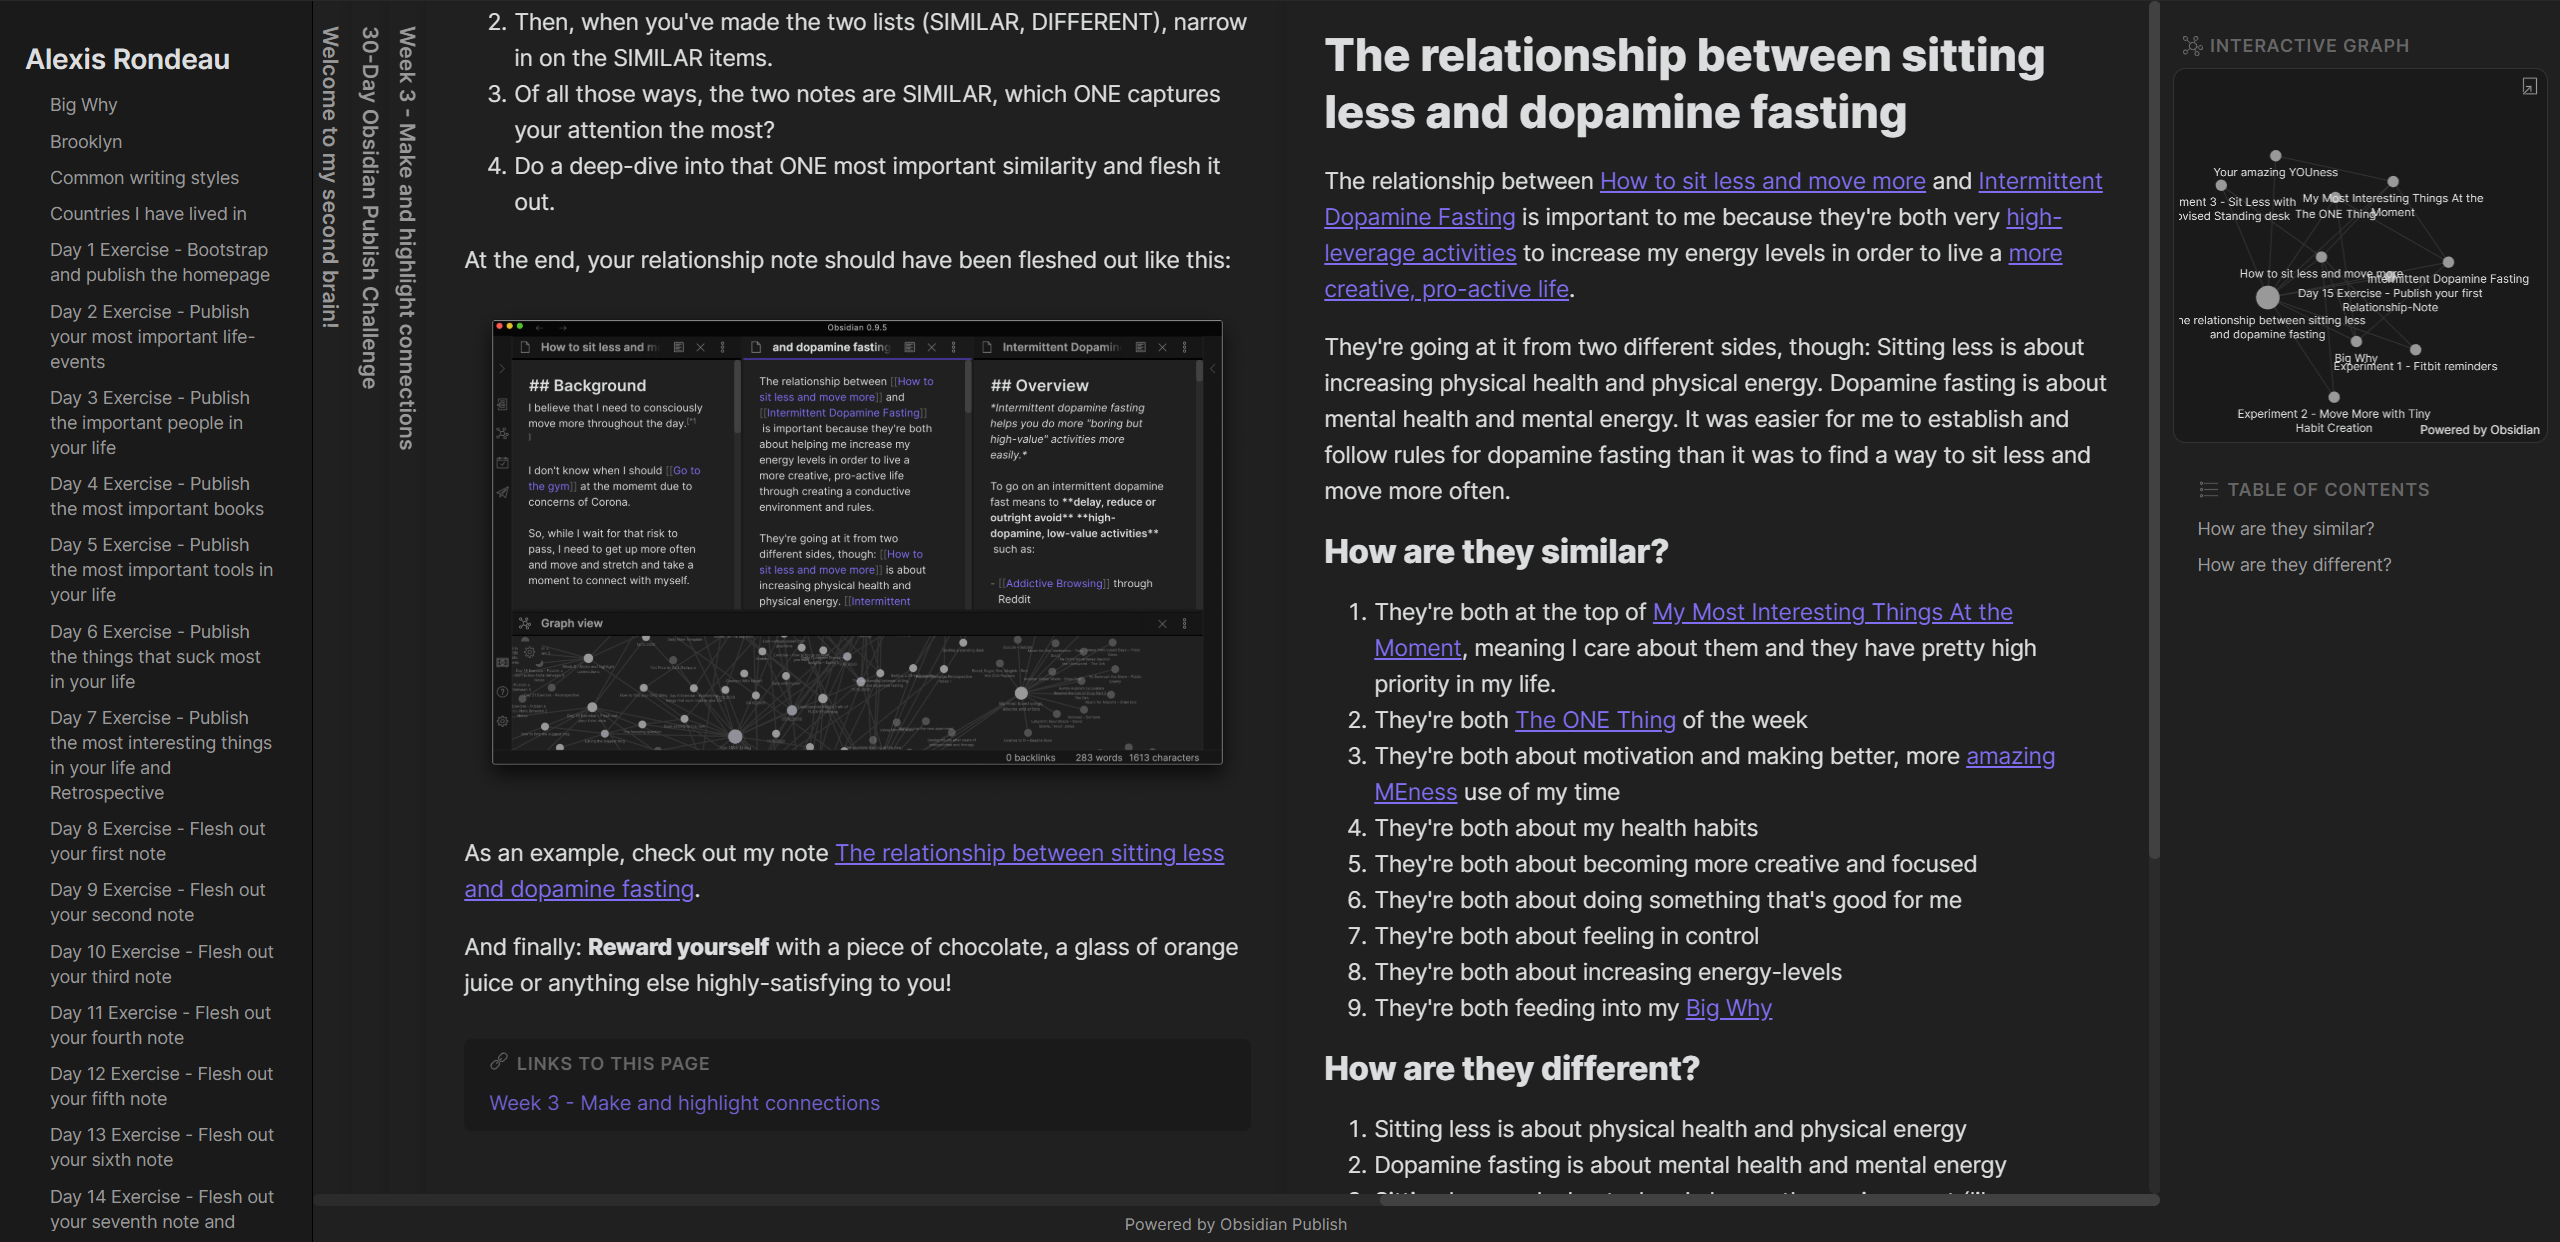 Alexis Rondeau
Big Why
Brooklyn
Common writing styles
Countries I have lived in
Day 1 Exercise - Bootstrap
and publish the homepage
Day 2 Exercise - Publish
your most important life-
events
Day 3 Exercise - Publish
the important people in
your life
Day 4 Exercise - Publish
the most important books
Day 5 Exercise - Publish
the most important tools in
your life
Day 6 Exercise - Publish
the things that suck most
in your life
Day 7 Exercise - Publish
the most interesting things
in your life and
Retrospective
Day 8 Exercise - Flesh out
your first note
Day 9 Exercise - Flesh out
your second note
Day 10 Exercise - Flesh out
your third note
Day 11 Exercise - Flesh out
your fourth note
Day 12 Exercise - Flesh out
your fifth note
Day 13 Exercise - Flesh out
your sixth note
Day 14 Exercise - Flesh out
your seventh note and
Welcome to my second brain!
30-Day Obsidian Publish Challenge
Week 3 - Make and highlight connections
2. Then, when you've made the two lists (SIMILAR, DIFFERENT), narrow
in on the SIMILAR items.
3. Of all those ways, the two notes are SIMILAR, which ONE captures
your attention the most?
4. Do a deep-dive into that ONE most important similarity and flesh it
out.
At the end, your relationship note should have been fleshed out like this:
Obsidian 0.9.5
How to sit less and m
## Background
I believe that I need to consciously
move more throughout the day.[^1
]
I don't know when I should [[Go to
the gym]] at the momemt due to
concerns of Corona.
So, while I wait for that risk to
pass, I need to get up more often
and move and stretch and take a
moment to connect with myself.
and dopamine fasting
The relationship between [[How to
sit less and move more]] and
[[Intermittent Dopamine Fasting]]
is important because they're both
about helping me increase my
energy levels in order to live a
more creative, pro-active life
through creating a conductive
environment and rules.
They're going at it from two
different sides, though: [[How to
sit less and move more]] is about
increasing physical health and
physical energy. [[Intermittent
Intermittent Dopamin
## Overview
*Intermittent dopamine fasting
helps you do more "boring but
high-value" activities more
easily.*
To go on an intermittent dopamine
fast means to **delay, reduce or
outright avoid** **high-
dopamine, low-value activities**
such as:
- [[Addictive Browsing]] through
Reddit
Graph view
0 backlinks 283 words 1613 characters
As an example, check out my note The relationship between sitting less
and dopamine fasting.
And finally: Reward yourself with a piece of chocolate, a glass of orange
juice or anything else highly-satisfying to you!
LINKS TO THIS PAGE
Week 3 - Make and highlight connections
The relationship between sitting
less and dopamine fasting
The relationship between How to sit less and move more and Intermittent
Dopamine Fasting is important to me because they're both very high-
leverage activities to increase my energy levels in order to live a more
creative, pro-active life.
They're going at it from two different sides, though: Sitting less is about
increasing physical health and physical energy. Dopamine fasting is about
mental health and mental energy. It was easier for me to establish and
follow rules for dopamine fasting than it was to find a way to sit less and
move more often.
How are they similar?
1. They're both at the top of My Most Interesting Things At the
Moment, meaning I care about them and they have pretty high
priority in my life.
2. They're both The ONE Thing of the week
3. They're both about motivation and making better, more amazing
MEness use of my time
4. They're both about my health habits
5. They're both about becoming more creative and focused
6. They're both about doing something that's good for me
7. They're both about feeling in control
8. They're both about increasing energy-levels
9. They're both feeding into my Big Why
How are they different?
1. Sitting less is about physical health and physical energy
2. Dopamine fasting is about mental health and mental energy
INTERACTIVE GRAPH
Your amazing YOUness
ment 3 - Sit Less with
ovised Standing desk
My Most Interesting Things At the
Moment
The ONE Thing
How to sit less and move more
Intermittent Dopamine Fasting
Day 15 Exercise - Publish your first
Relationship-Note
he relationship between sitting less
and dopamine fasting
Big Why
Experiment 1 - Fitbit reminders
Experiment 2 - Move More with Tiny
Habit Creation
Powered by Obsidian
TABLE OF CONTENTS
How are they similar?
How are they different?
Powered by Obsidian Publish